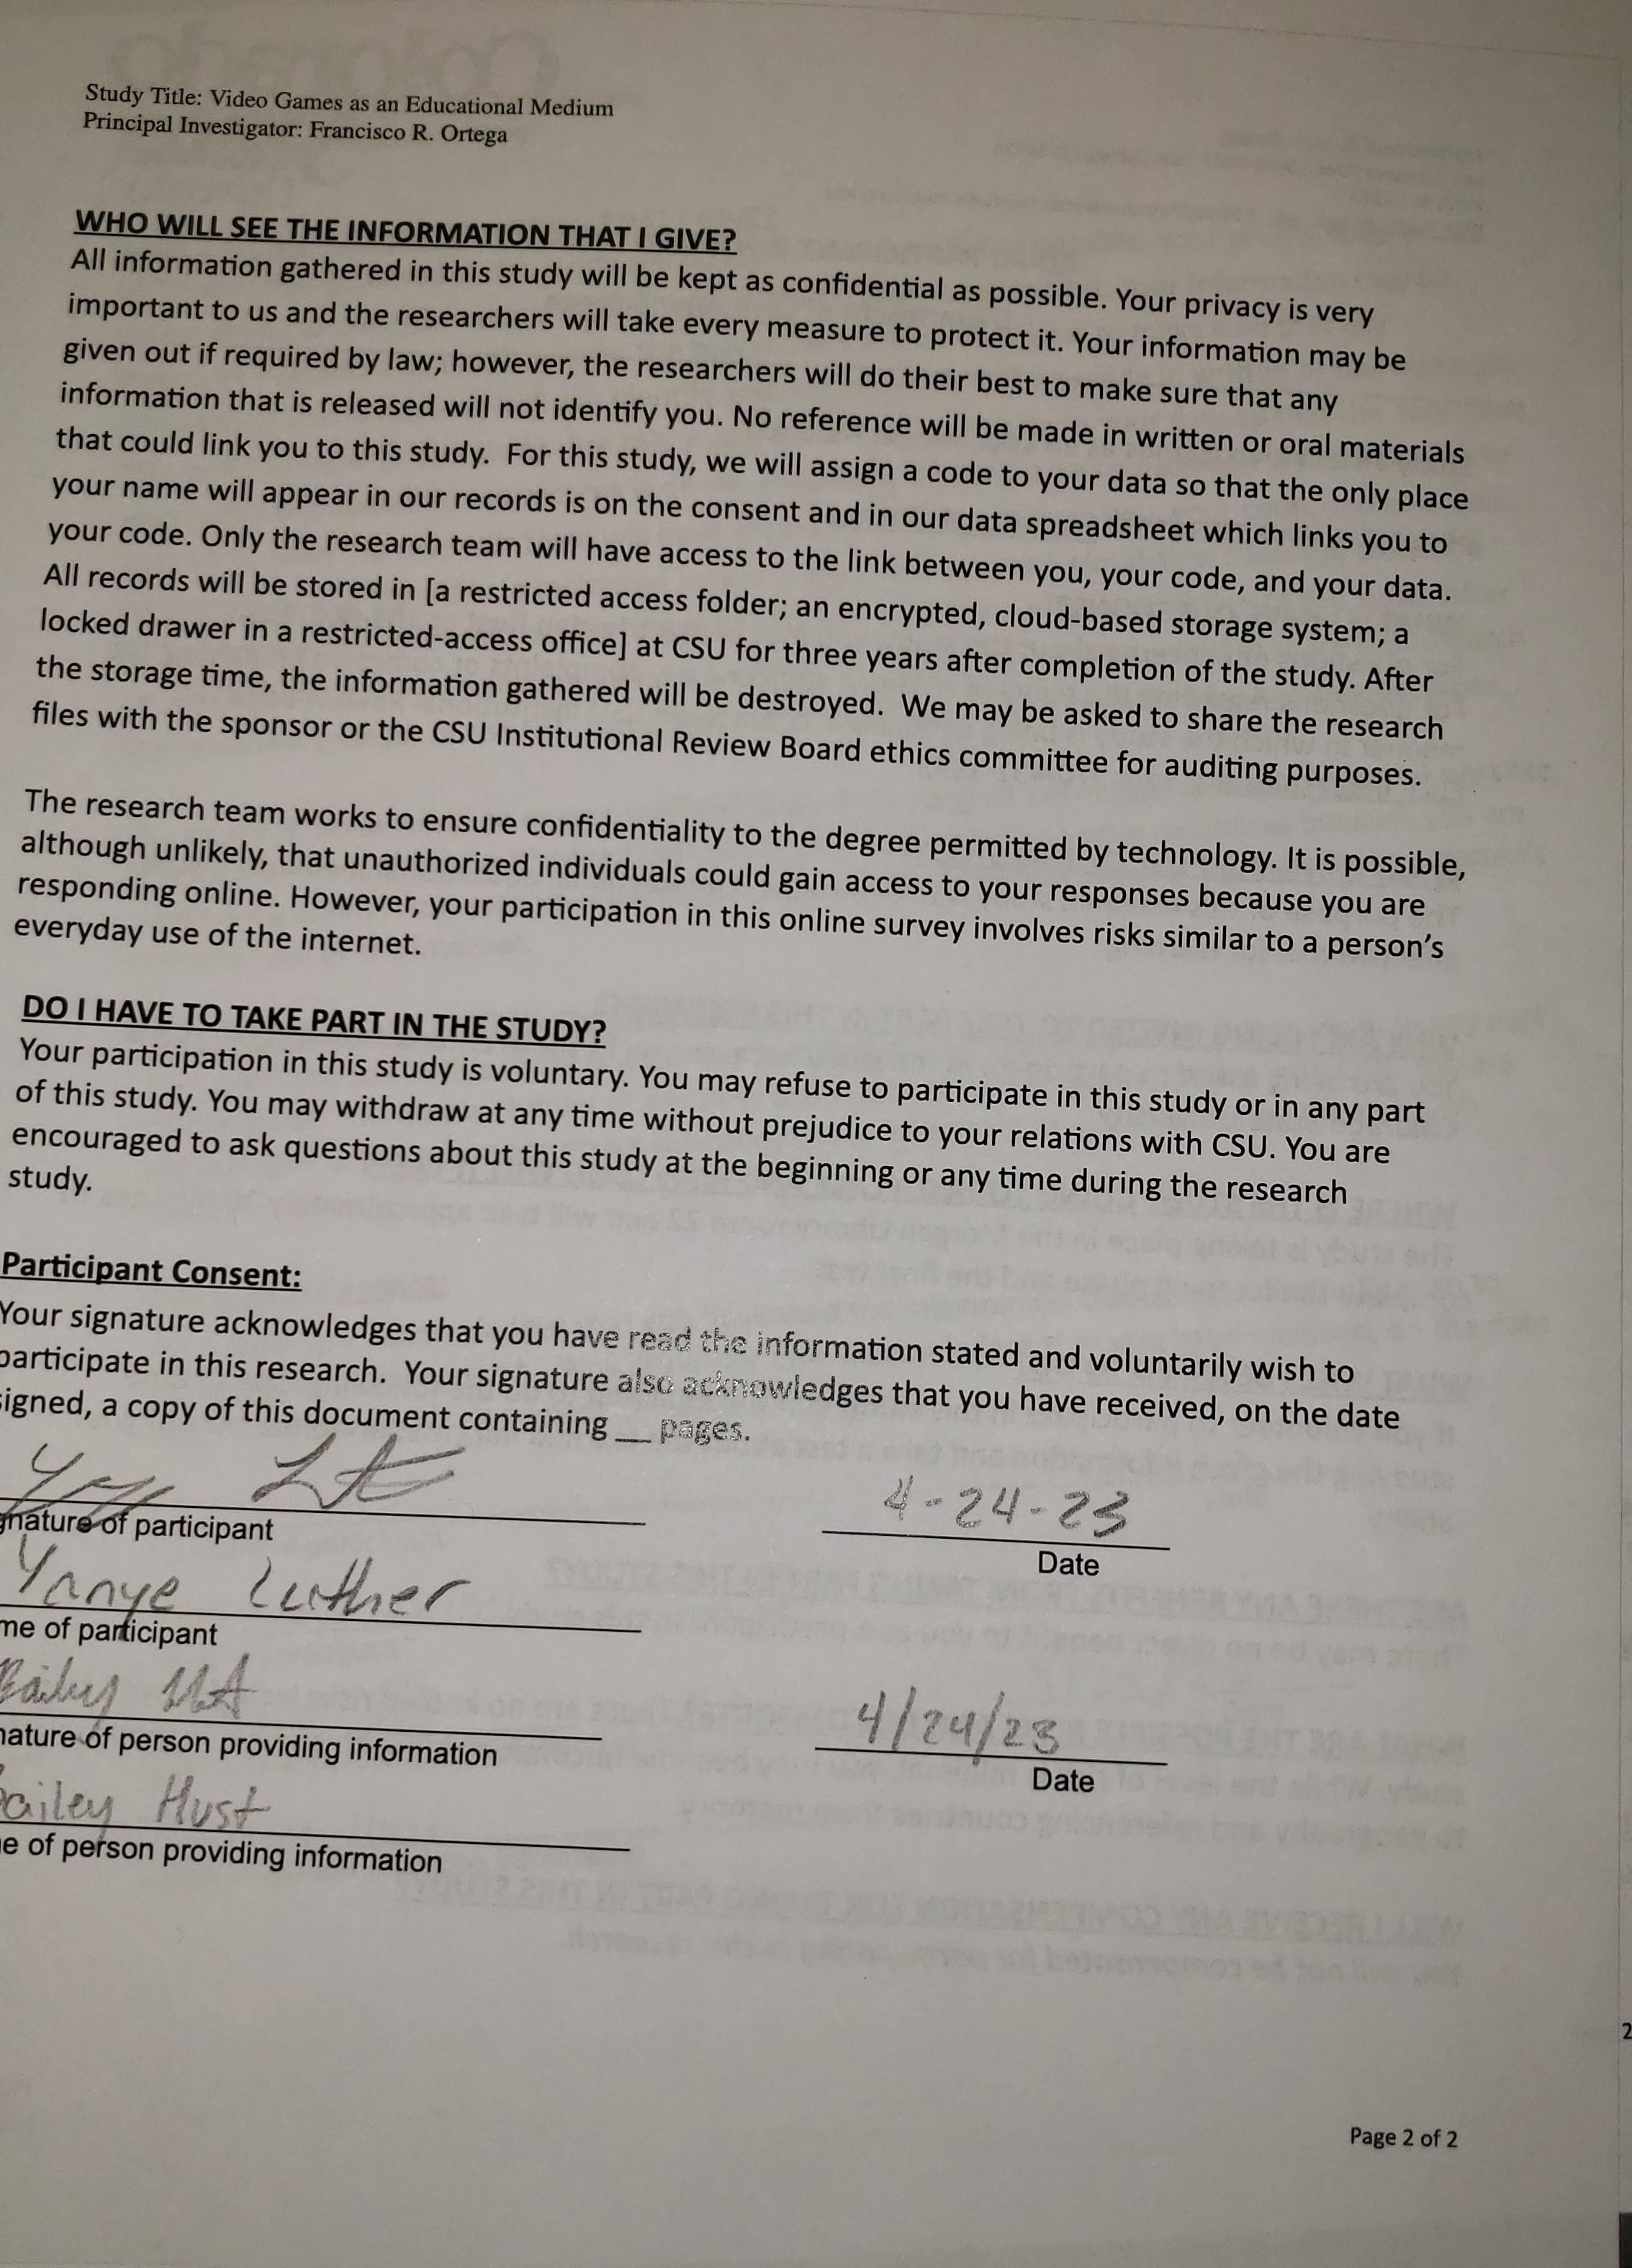 Study Title: Video Games as an Educational Medium
Principal Investigator: Francisco R. Ortega
WHO WILL SEE THE INFORMATION THAT I GIVE?
All information gathered in this study will be kept as confidential as possible. Your privacy is very
important to us and the researchers will take every measure to protect it. Your information may be
given out if required by law; however, the researchers will do their best to make sure that any
information that is released will not identify you. No reference will be made in written or oral materials
that could link you to this study.  For this study, we will assign a code to your data so that the only place
your name will appear in our records is on the consent and in our data spreadsheet which links you to
your code. Only the research team will have access to the link between you, your code, and your data.
All records will be stored in [a restricted access folder; an encrypted, cloud-based storage system; a
locked drawer in a restricted-access office] at CSU for three years after completion of the study. After
the storage time, the information gathered will be destroyed.  We may be asked to share the research
files with the sponsor or the CSU Institutional Review Board ethics committee for auditing purposes.
The research team works to ensure confidentiality to the degree permitted by technology. It is possible,
although unlikely, that unauthorized individuals could gain access to your responses because you are
responding online. However, your participation in this online survey involves risks similar to a person's
everyday use of the internet.
DO I HAVE TO TAKE PART IN THE STUDY?
Your participation in this study is voluntary. You may refuse to participate in this study or in any part
of this study. You may withdraw at any time without prejudice to your relations with CSU. You are
encouraged to ask questions about this study at the beginning or any time during the research
study.
Participant Consent:
Your signature acknowledges that you have read the information stated and voluntarily wish to
participate in this research.  Your signature also acknowledges that you have received, on the date
signed, a copy of this document containing __ pages.
4-24-23
gnature of participant
Date
Yanye Luther
me of participant
Bailey
4/24/23
nature of person providing information
Date
Bailey Hust
e of person providing information
2
Page 2 of 2